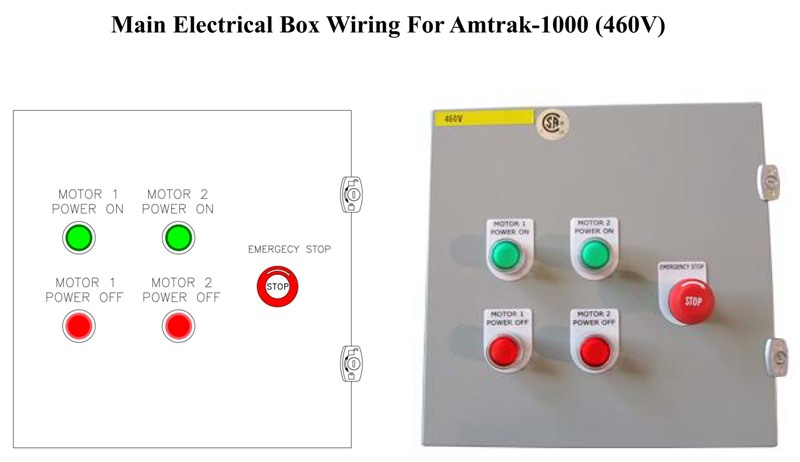 Main Electrical Box Wiring For Amtrak-1000 (460V)
MOTOR 1
POWER ON
MOTOR 2
POWER ON
EMERGECY STOP
STOP
MOTOR 1
POWER OFF
MOTOR 2
POWER OFF
460V
SA
MOTOR 1
POWER ON
MOTOR 2
POWER ON
EMERGENCY STOP
STOP
MOTOR 1
POWER OFF
MOTOR 2
POWER OFF